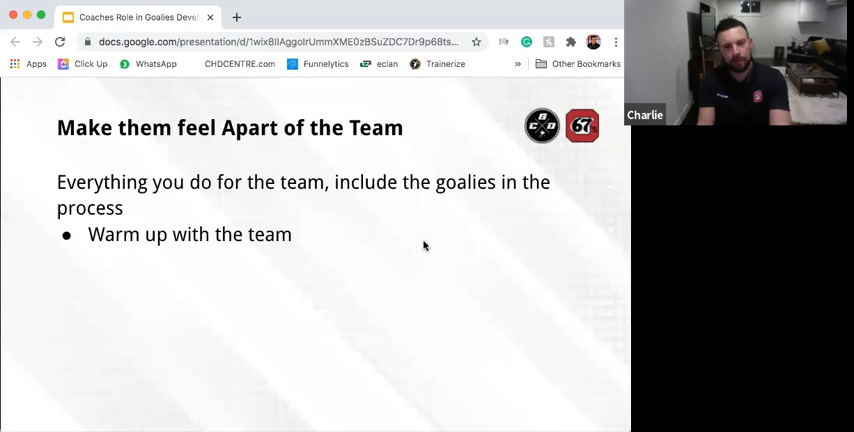 Coaches Role in Goalies Devel
docs.google.com/presentation/d/1wix8IIAggolrUmmXME0zBSuZDC7Dr9p68ts...
Apps Click Up WhatsApp CHDCENTRE.com Funnelytics eclan Trainerize » Other Bookmarks
Charlie
Make them feel Apart of the Team
67's
Everything you do for the team, include the goalies in the
process
● Warm up with the team